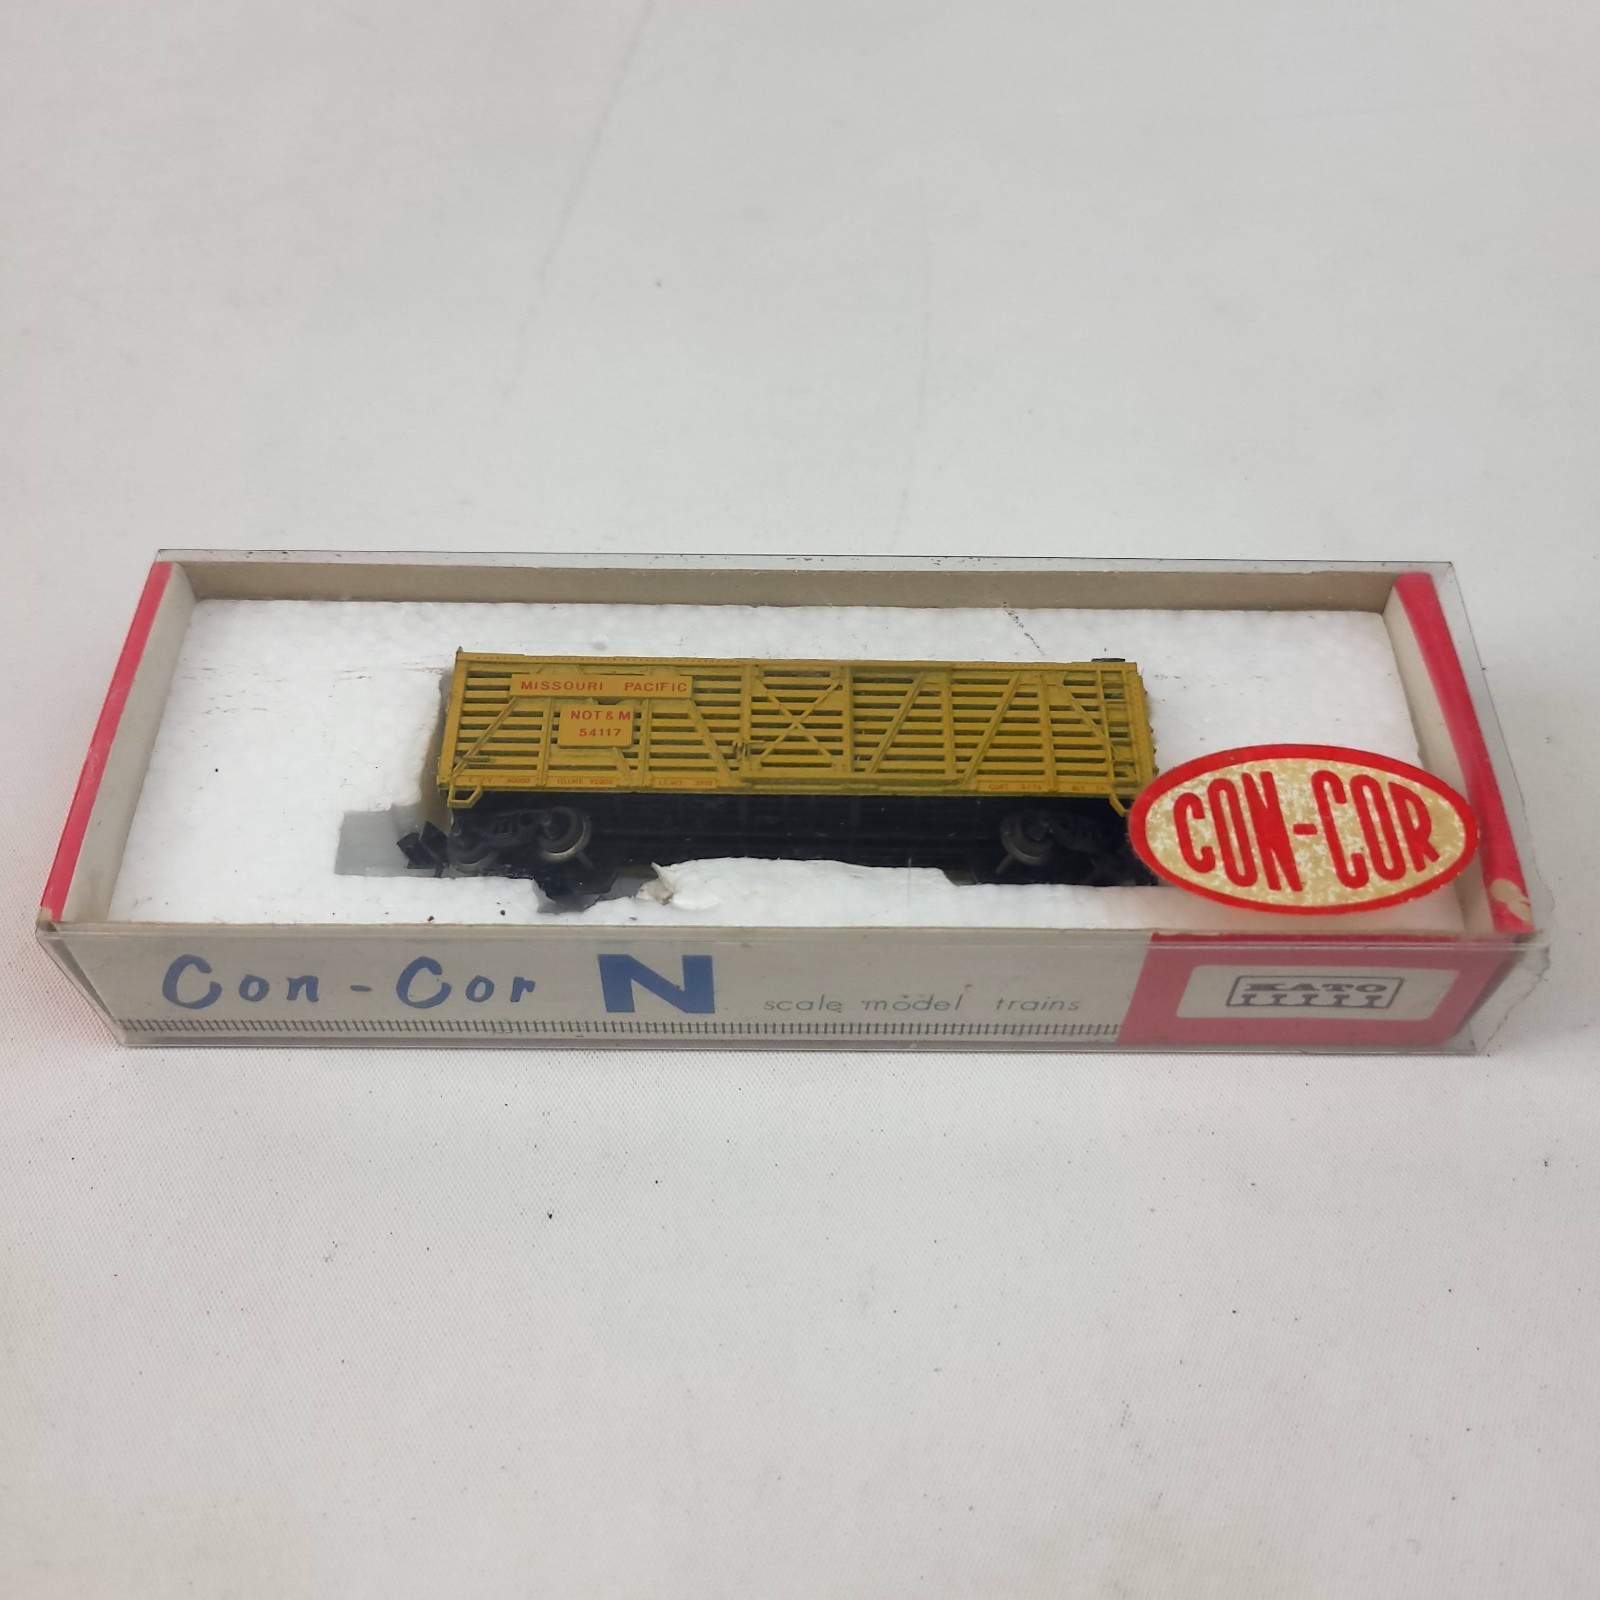 MISSOURI PACIFIC
NOT & M
54117
CON-COR
Con-Cor N scale model trains
KATO